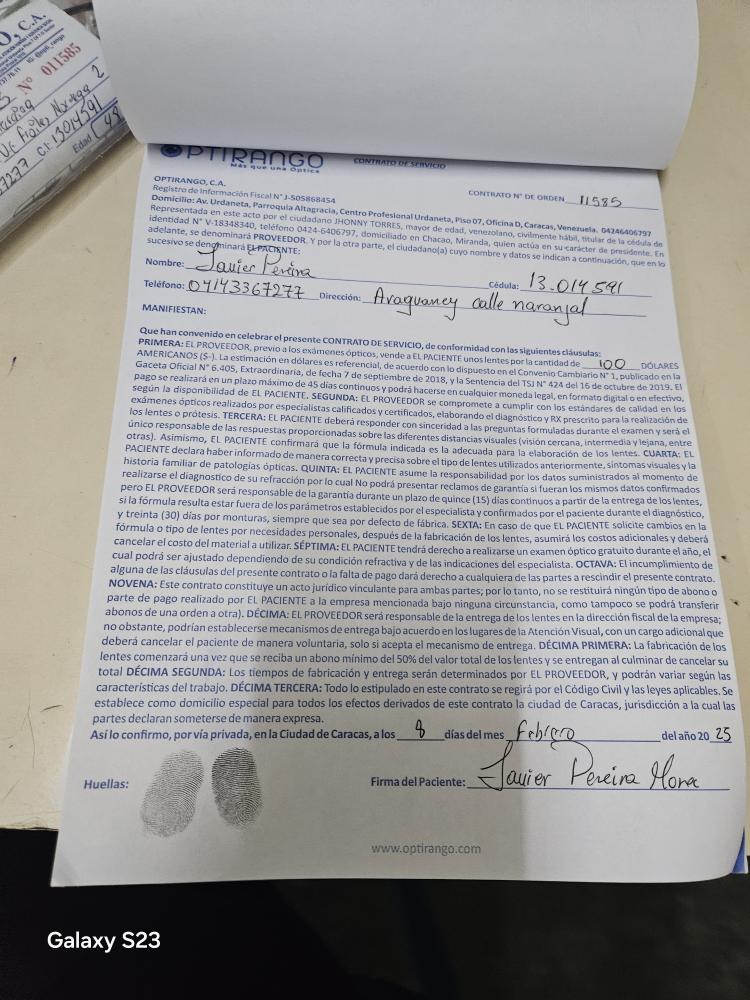 O, C.A.
Nº 011585
C.I: 13014591
Edad 48
OPTIRANGO
Más que una Óptica
CONTRATO DE SERVICIO
OPTIRANGO, C.A.
Registro de Información Fiscal N° J-505868454
CONTRATO N° DE ORDEN 11585
Domicilio: Av. Urdaneta, Parroquia Altagracia, Centro Profesional Urdaneta, Piso 07, Oficina D, Caracas, Venezuela. 04246406797
Representada en este acto por el ciudadano JHONNY TORRES, mayor de edad, venezolano, civilmente hábil, titular de la cédula de
identidad N° V-18348340, teléfono 0424-6406797, domiciliado en Chacao, Miranda, quien actúa en su carácter de presidente. En
adelante, se denominará PROVEEDOR. Y por la otra parte, el ciudadano(a) cuyo nombre y datos se indican a continuación, que en lo
sucesivo se denominará EL PACIENTE:
Nombre: Javier Pereira Cédula: 13.014591
Teléfono: 04143367277 Dirección: Araguaney calle naranjal
MANIFIESTAN:
Que han convenido en celebrar el presente CONTRATO DE SERVICIO, de conformidad con las siguientes cláusulas:
PRIMERA: EL PROVEEDOR, previo a los exámenes ópticos, vende a EL PACIENTE unos lentes por la cantidad de 100 DÓLARES
AMERICANOS ($-). La estimación en dólares es referencial, de acuerdo con lo dispuesto en el Convenio Cambiario N° 1, publicado en la
Gaceta Oficial N° 6.405, Extraordinaria, de fecha 7 de septiembre de 2018, y la Sentencia del TSJ N° 424 del 16 de octubre de 2019. El
pago se realizará en un plazo máximo de 45 días continuos y podrá hacerse en cualquier moneda legal, en formato digital o en efectivo,
según la disponibilidad de EL PACIENTE. SEGUNDA: EL PROVEEDOR se compromete a cumplir con los estándares de calidad en los
exámenes ópticos realizados por especialistas calificados y certificados, elaborando el diagnóstico y RX prescrito para la realización de
los lentes o prótesis. TERCERA: EL PACIENTE deberá responder con sinceridad a las preguntas formuladas durante el examen y será el
único responsable de las respuestas proporcionadas sobre las diferentes distancias visuales (visión cercana, intermedia y lejana, entre
otras). Asimismo, EL PACIENTE confirmará que la fórmula indicada es la adecuada para la elaboración de los lentes. CUARTA: EL
PACIENTE declara haber informado de manera correcta y precisa sobre el tipo de lentes utilizados anteriormente, síntomas visuales y la
historia familiar de patologías ópticas. QUINTA: EL PACIENTE asume la responsabilidad por los datos suministrados al momento de
realizarse el diagnostico de su refracción por lo cual No podrá presentar reclamos de garantía si fueran los mismos datos confirmados
pero EL PROVEEDOR será responsable de la garantía durante un plazo de quince (15) días continuos a partir de la entrega de los lentes,
si la fórmula resulta estar fuera de los parámetros establecidos por el especialista y confirmados por el paciente durante el diagnóstico,
y treinta (30) días por monturas, siempre que sea por defecto de fábrica. SEXTA: En caso de que EL PACIENTE solicite cambios en la
fórmula o tipo de lentes por necesidades personales, después de la fabricación de los lentes, asumirá los costos adicionales y deberá
cancelar el costo del material a utilizar. SÉPTIMA: EL PACIENTE tendrá derecho a realizarse un examen óptico gratuito durante el año, el
cual podrá ser ajustado dependiendo de su condición refractiva y de las indicaciones del especialista. OCTAVA: El incumplimiento de
alguna de las cláusulas del presente contrato o la falta de pago dará derecho a cualquiera de las partes a rescindir el presente contrato.
NOVENA: Este contrato constituye un acto jurídico vinculante para ambas partes; por lo tanto, no se restituirá ningún tipo de abono o
parte de pago realizado por EL PACIENTE a la empresa mencionada bajo ninguna circunstancia, como tampoco se podrá transferir
abonos de una orden a otra). DÉCIMA: EL PROVEEDOR será responsable de la entrega de los lentes en la dirección fiscal de la empresa;
no obstante, podrían establecerse mecanismos de entrega bajo acuerdo en los lugares de la Atención Visual, con un cargo adicional que
deberá cancelar el paciente de manera voluntaria, solo si acepta el mecanismo de entrega. DÉCIMA PRIMERA: La fabricación de los
lentes comenzará una vez que se reciba un abono mínimo del 50% del valor total de los lentes y se entregan al culminar de cancelar su
total DÉCIMA SEGUNDA: Los tiempos de fabricación y entrega serán determinados por EL PROVEEDOR, y podrán variar según las
características del trabajo. DÉCIMA TERCERA: Todo lo estipulado en este contrato se regirá por el Código Civil y las leyes aplicables. Se
establece como domicilio especial para todos los efectos derivados de este contrato la ciudad de Caracas, jurisdicción a la cual las
partes declaran someterse de manera expresa.
Así lo confirmo, por vía privada, en la Ciudad de Caracas, a los 8 días del mes Febrero del año 20 25
Huellas:
Firma del Paciente: Javier Pereira Mora
www.optirango.com
Galaxy S23